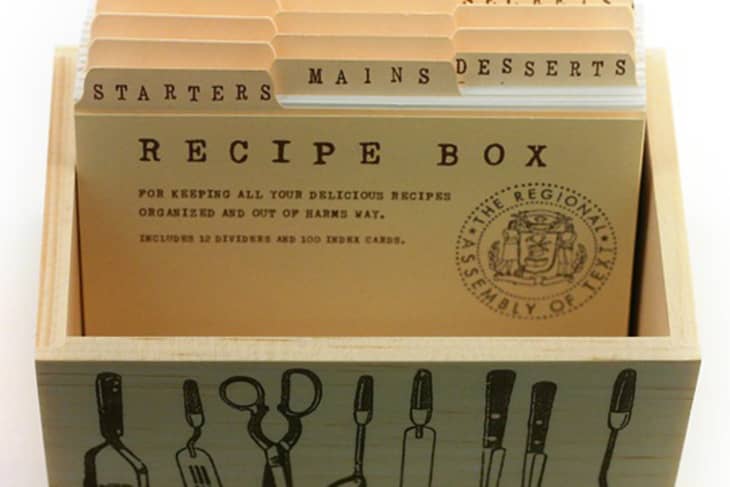 STARTERS
MAINS
DESSERTS
RECIPE BOX
FOR KEEPING ALL YOUR DELICIOUS RECIPES
ORGANIZED AND OUT OF HARMS WAY.
INCLUDES 12 DIVIDERS AND 100 INDEX CARDS.
THE REGIONAL
ASSEMBLY OF TEXT